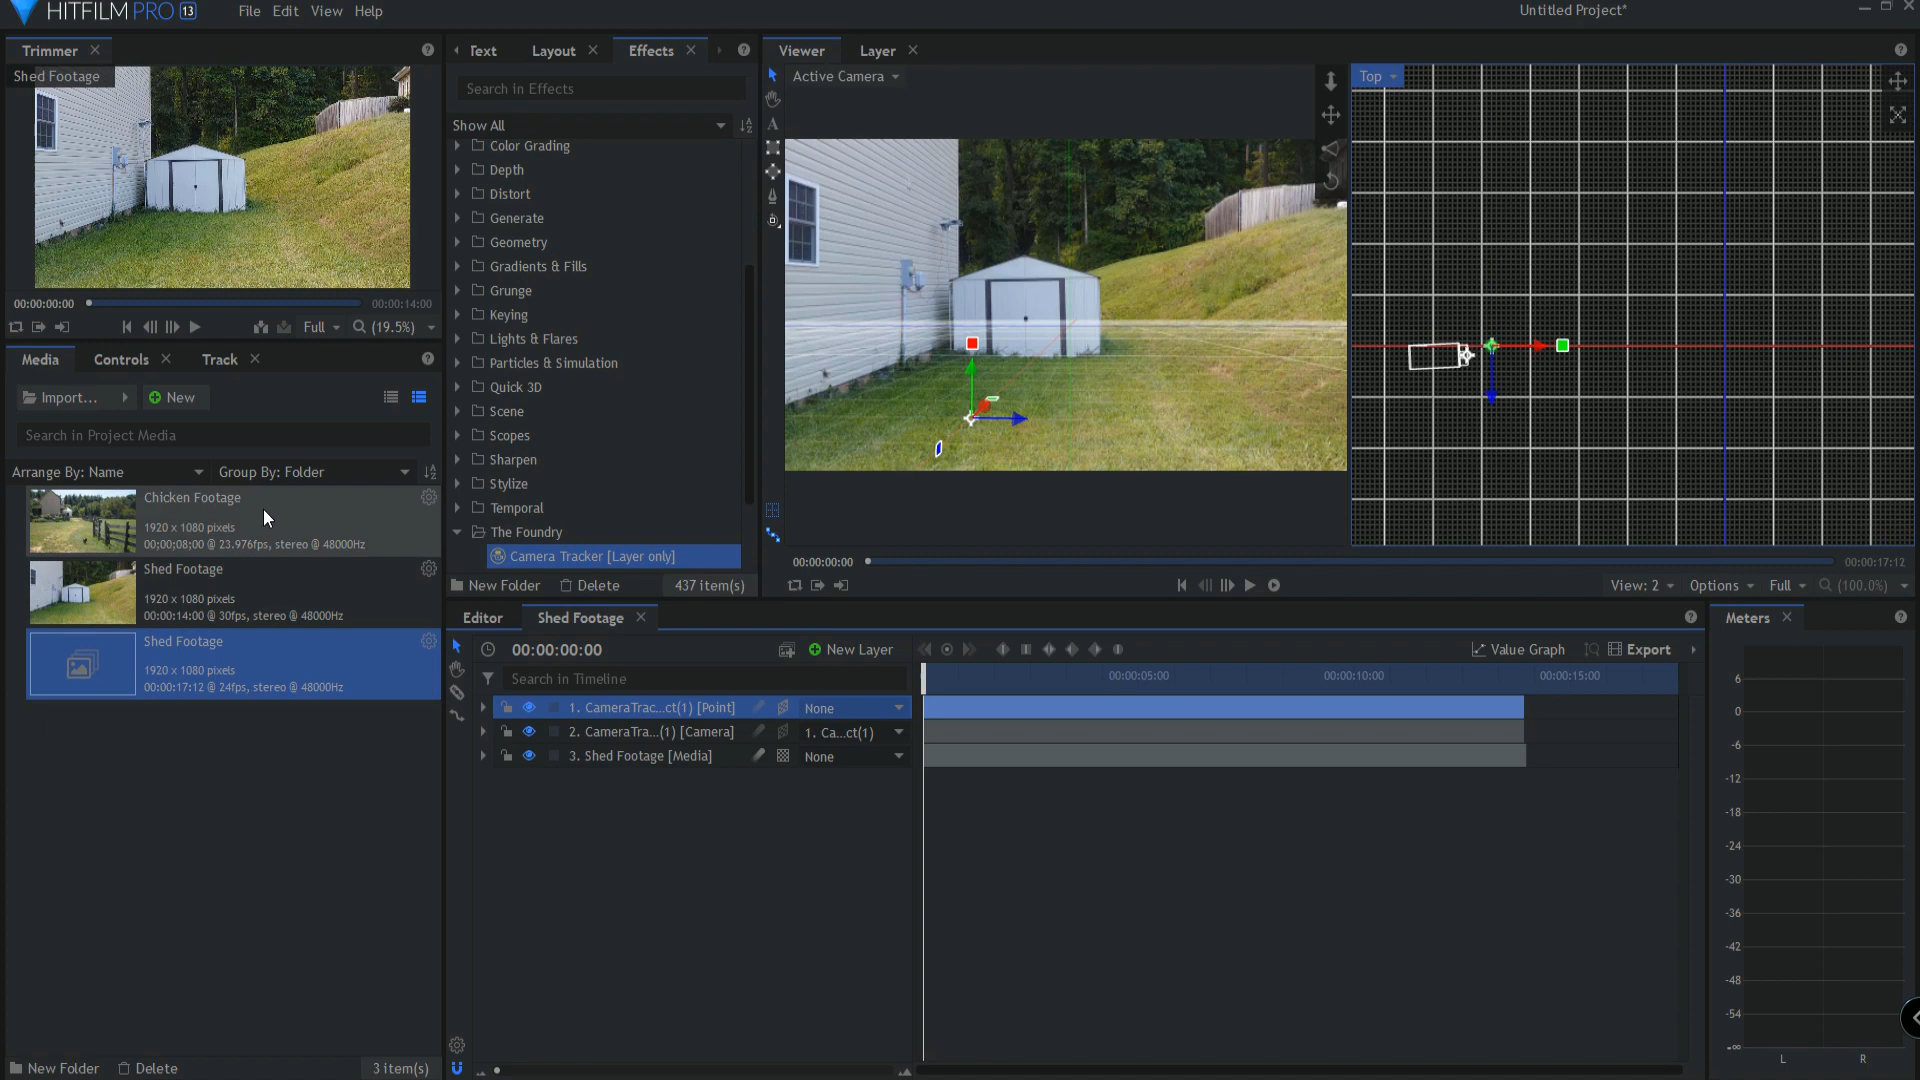 HITFILM PRO 13
File Edit View Help
Untitled Project*
Trimmer
Shed Footage
00:00:00:00
00:00:14:00
Full
(19.5%)
Media Controls Track
Import...
New
Search in Project Media
Arrange By: Name
Group By: Folder
Chicken Footage
1920 x 1080 pixels
00;00;08;00 @ 23.976fps, stereo @ 48000Hz
Shed Footage
1920 x 1080 pixels
00:00:14:00 @ 30fps, stereo @ 48000Hz
Shed Footage
1920 x 1080 pixels
00:00:17:12 @ 24fps, stereo @ 48000Hz
New Folder
Delete
3 item(s)
Text Layout Effects
Search in Effects
Show All
Color Grading
Depth
Distort
Generate
Geometry
Gradients & Fills
Grunge
Keying
Lights & Flares
Particles & Simulation
Quick 3D
Scene
Scopes
Sharpen
Stylize
Temporal
The Foundry
Camera Tracker [Layer only]
New Folder
Delete
437 item(s)
Viewer Layer
Active Camera
Top
00:00:00:00
00:00:17:12
View: 2
Options
Full
(100.0%)
Editor
Shed Footage
00:00:00:00
New Layer
Value Graph
Export
Search in Timeline
00:00:05:00
00:00:10:00
00:00:15:00
1. CameraTrac...ct(1) [Point]
None
2. CameraTra...(1) [Camera]
1. Ca...ct(1)
3. Shed Footage [Media]
None
Meters
6
0
-6
-12
-18
-24
-30
-36
-42
-48
-54
-∞
L R